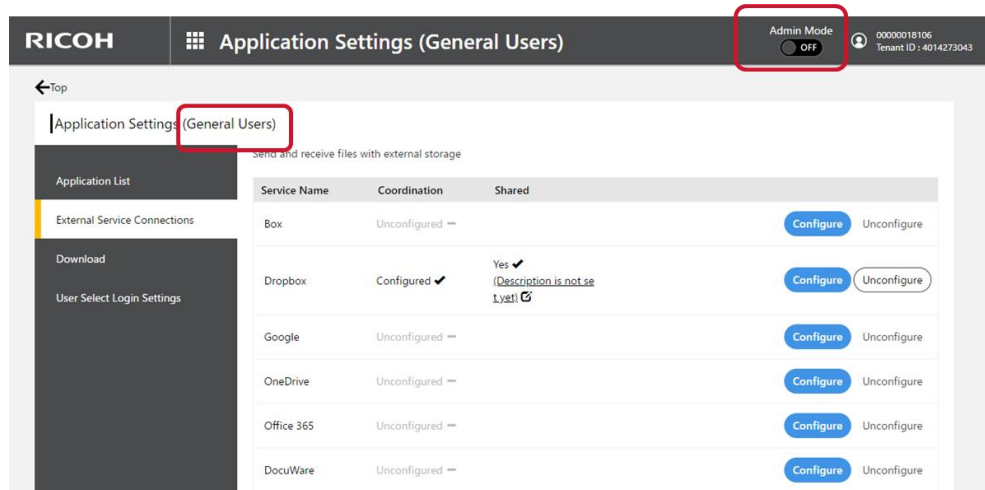 RICOH
Application Settings (General Users)
Admin Mode
OFF
00000018106
Tenant ID : 4014273043
Top
Application Settings (General Users)
Send and receive files with external storage
Application List
External Service Connections
Download
User Select Login Settings
Service Name Coordination Shared
Box Unconfigured Configure Unconfigure
Dropbox Configured Yes
(Description is not se
t yet)
Configure Unconfigure
Google Unconfigured Configure Unconfigure
OneDrive Unconfigured Configure Unconfigure
Office 365 Unconfigured Configure Unconfigure
DocuWare Unconfigured Configure Unconfigure